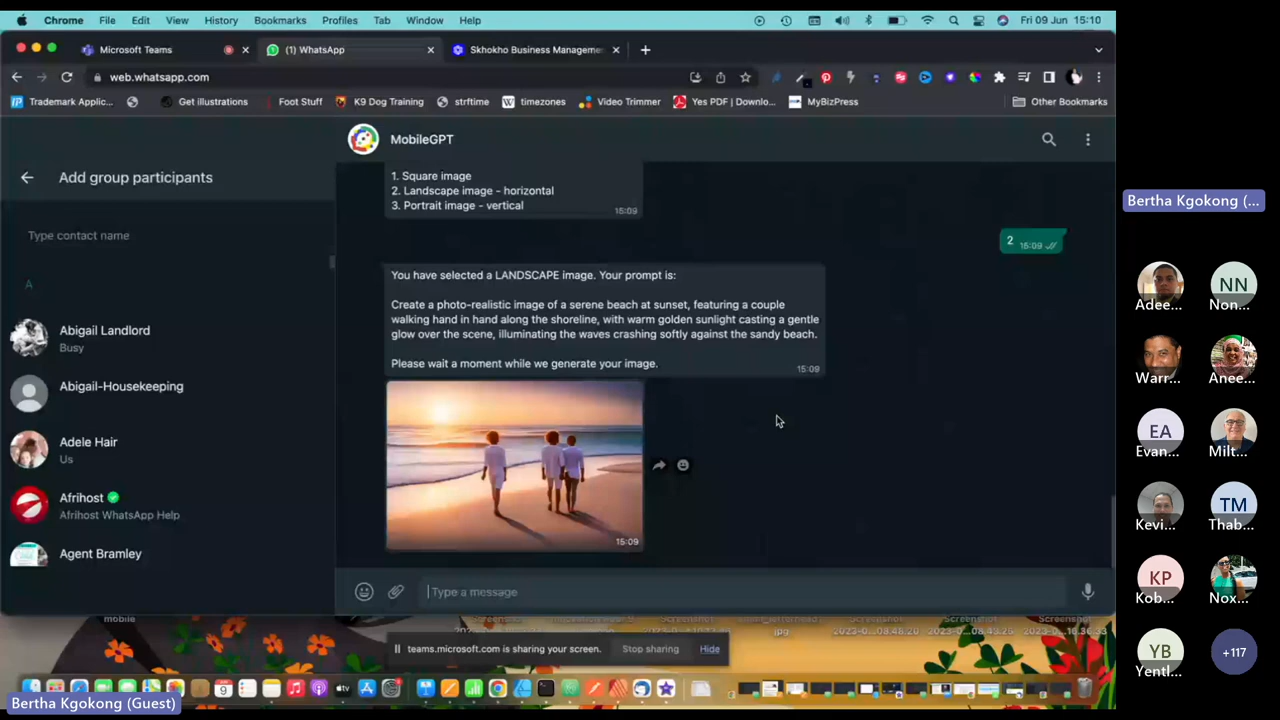 Chrome File Edit View History Bookmarks Profiles Tab Window Help
Fri 09 Jun 15:10
Microsoft Teams
(1) WhatsApp
Skhokho Business Manageme
web.whatsapp.com
Trademark Applic...
Get illustrations
Foot Stuff
K9 Dog Training
strftime
timezones
Video Trimmer
Yes PDF | Downlo...
MyBizPress
Other Bookmarks
Add group participants
Type contact name
A
Abigail Landlord
Busy
Abigail-Housekeeping
Adele Hair
Us
Afrihost
Afrihost WhatsApp Help
Agent Bramley
MobileGPT
1. Square image
2. Landscape image - horizontal
3. Portrait image - vertical
15:09
2 15:09
You have selected a LANDSCAPE image. Your prompt is:
Create a photo-realistic image of a serene beach at sunset, featuring a couple
walking hand in hand along the shoreline, with warm golden sunlight casting a gentle
glow over the scene, illuminating the waves crashing softly against the sandy beach.
Please wait a moment while we generate your image.
15:09
15:09
Type a message
mobile
Screenshot
Screenshot
Screenshot
jpg
teams.microsoft.com is sharing your screen.
Stop sharing
Hide
Bertha Kgokong (Guest)
Bertha Kgokong (...
Adee...
NN
Non...
Warr...
Anee...
EA
Evan...
Milt...
Kevi...
TM
Thab...
KP
Kob...
Nox...
YB
Yentl...
+117